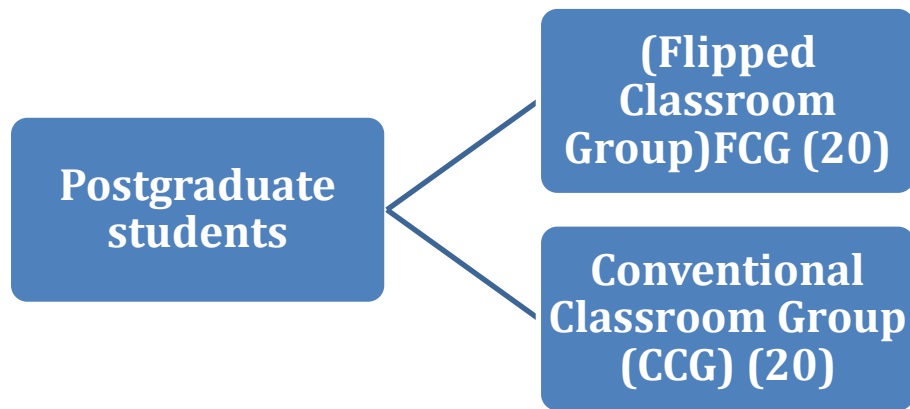 Postgraduate
students
(Flipped
Classroom
Group)FCG (20)
Conventional
Classroom Group
(CCG) (20)